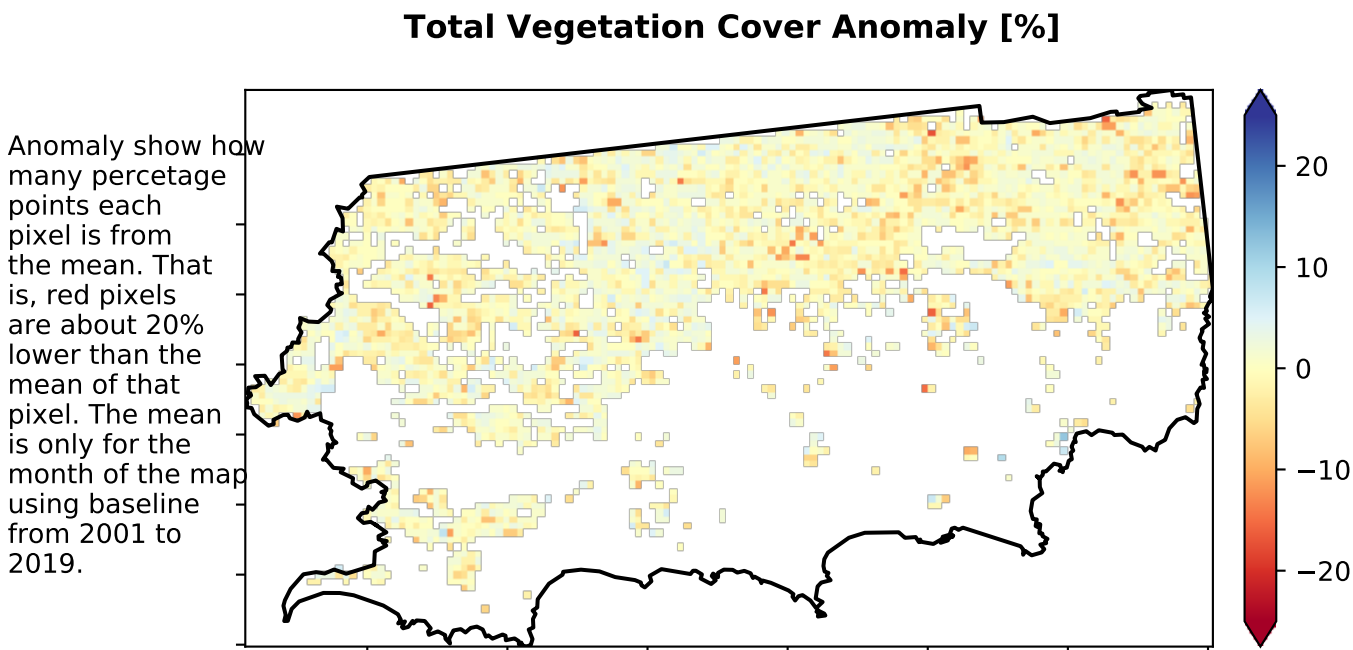 Total Vegetation Cover Anomaly [%]
Anomaly show how
many percetage
points each
pixel is from
the mean. That
is, red pixels
are about 20%
lower than the
mean of that
pixel. The mean
is only for the
month of the map
using baseline
from 2001 to
2019.
20
10
0
−10
−20